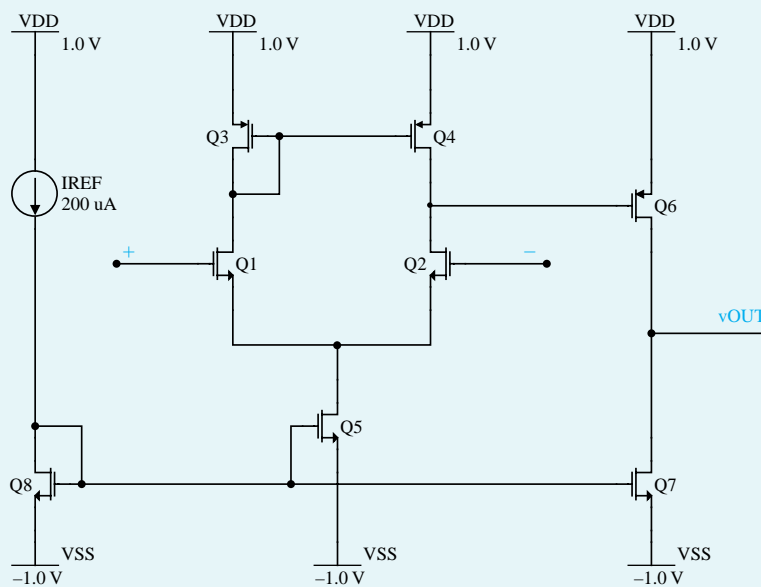 VDD
1.0 V
VDD
1.0 V
VDD
1.0 V
VDD
1.0 V
Q3
Q4
IREF
200 uA
Q6
+
Q1
Q2
−
vOUT
Q5
Q8
Q7
VSS
–1.0 V
VSS
–1.0 V
VSS
–1.0 V